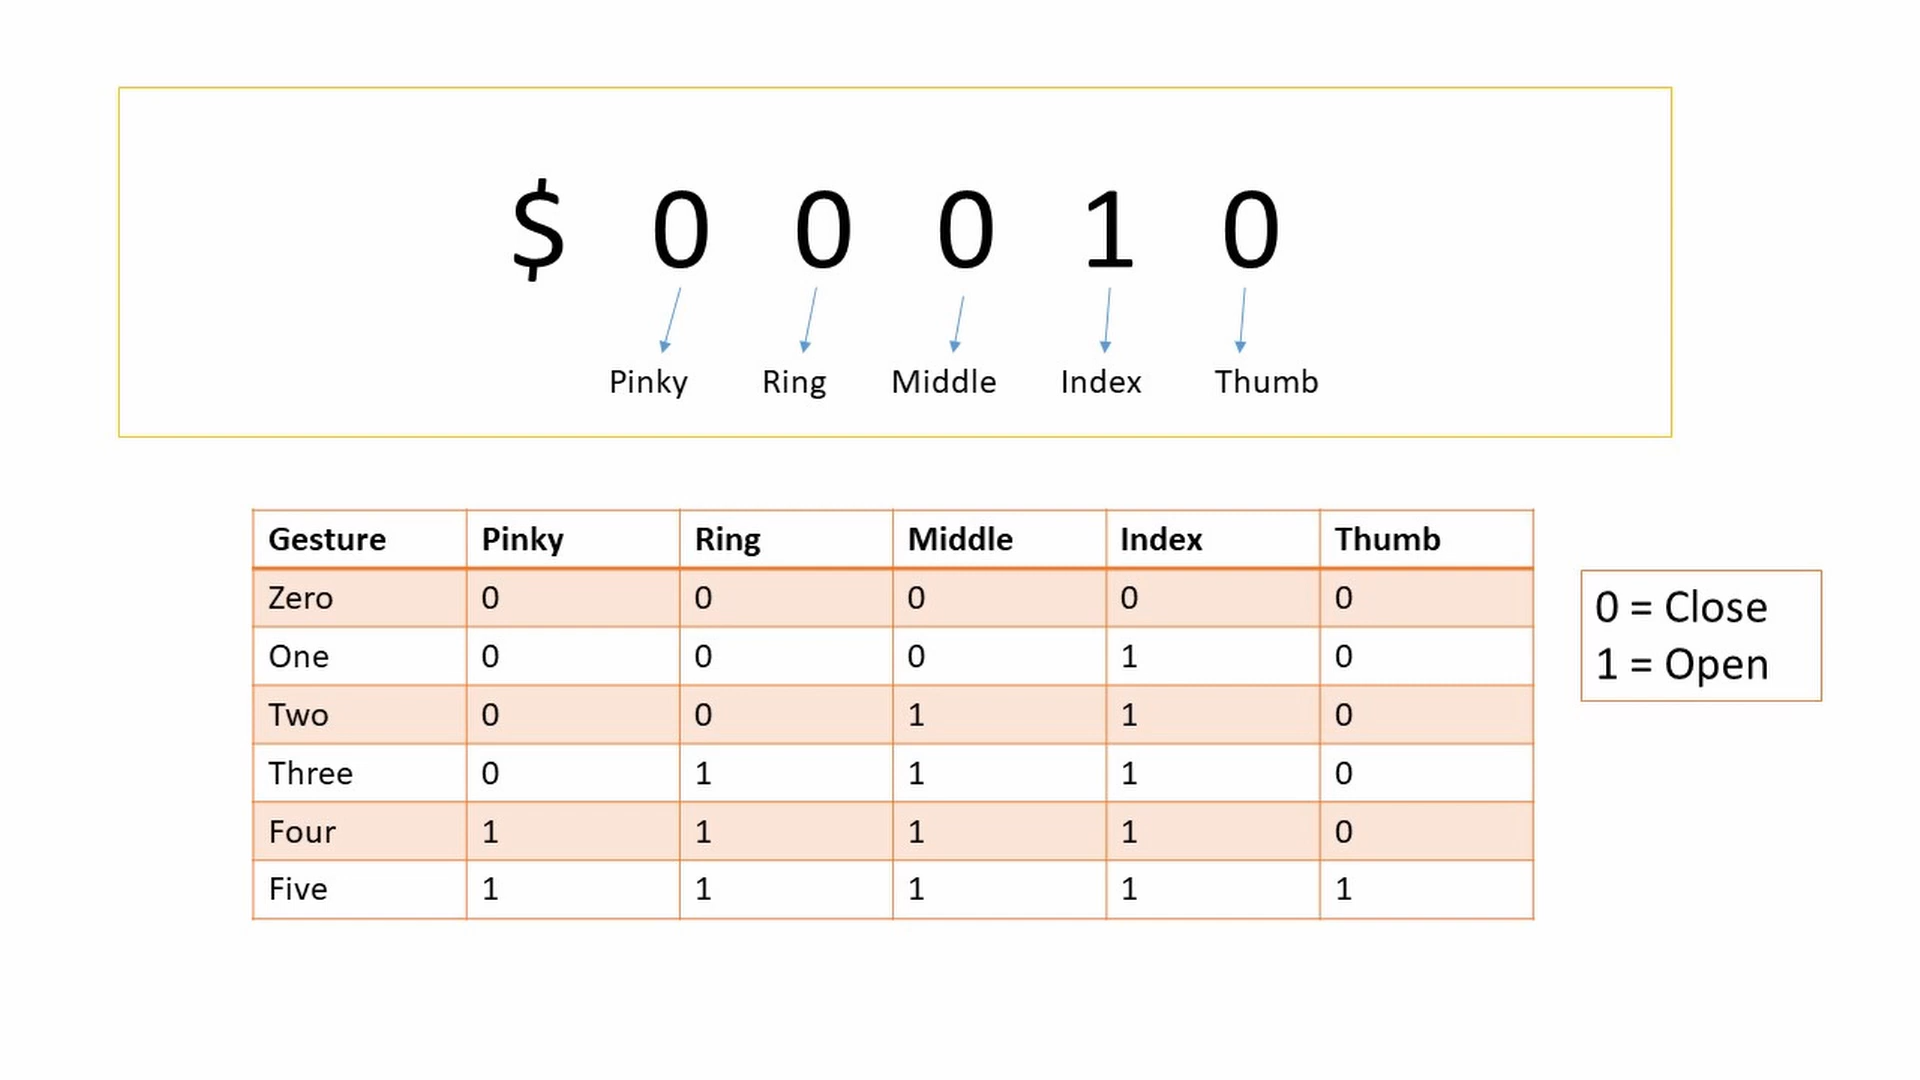 $ 0 0 0 1 0
Pinky Ring Middle Index Thumb
Gesture Pinky Ring Middle Index Thumb
Zero 0 0 0 0 0
One 0 0 0 1 0
Two 0 0 1 1 0
Three 0 1 1 1 0
Four 1 1 1 1 0
Five 1 1 1 1 1
0 = Close
1 = Open